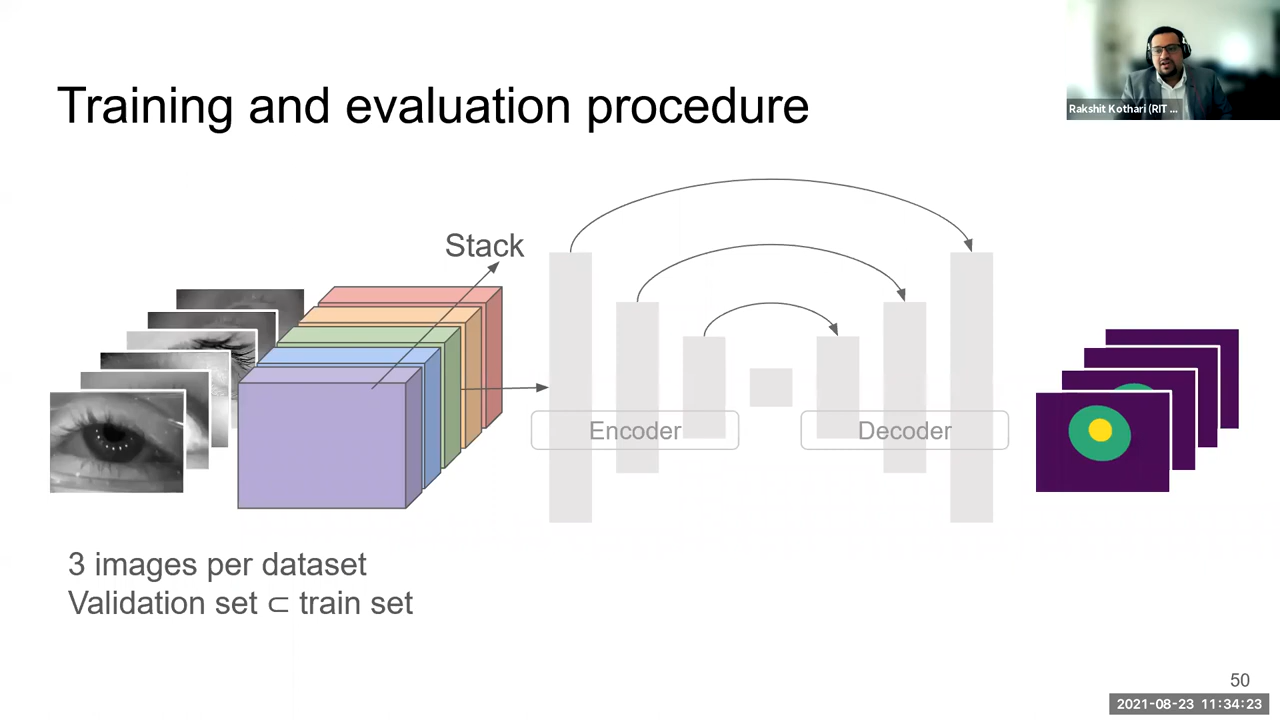 Training and evaluation procedure
Rakshit Kothari (RIT ...
Stack
Encoder
Decoder
3 images per dataset
Validation set ⊂ train set
50
2021-08-23 11:34:23